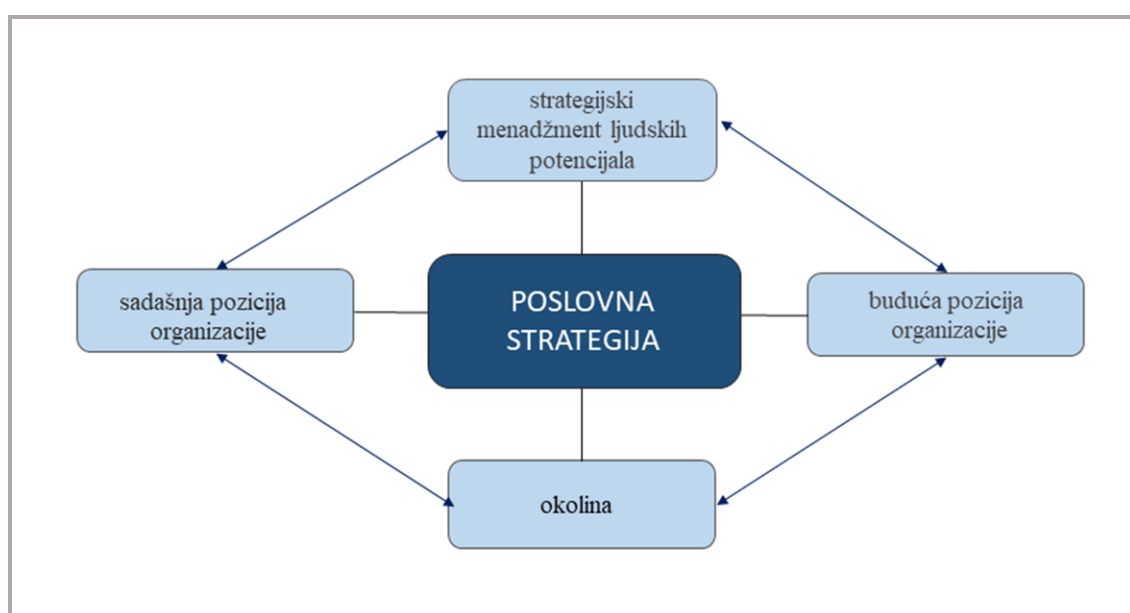 strategijski
menadžment ljudskih
potencijala
sadašnja pozicija
organizacije
POSLOVNA
STRATEGIJA
buduća pozicija
organizacije
okolina